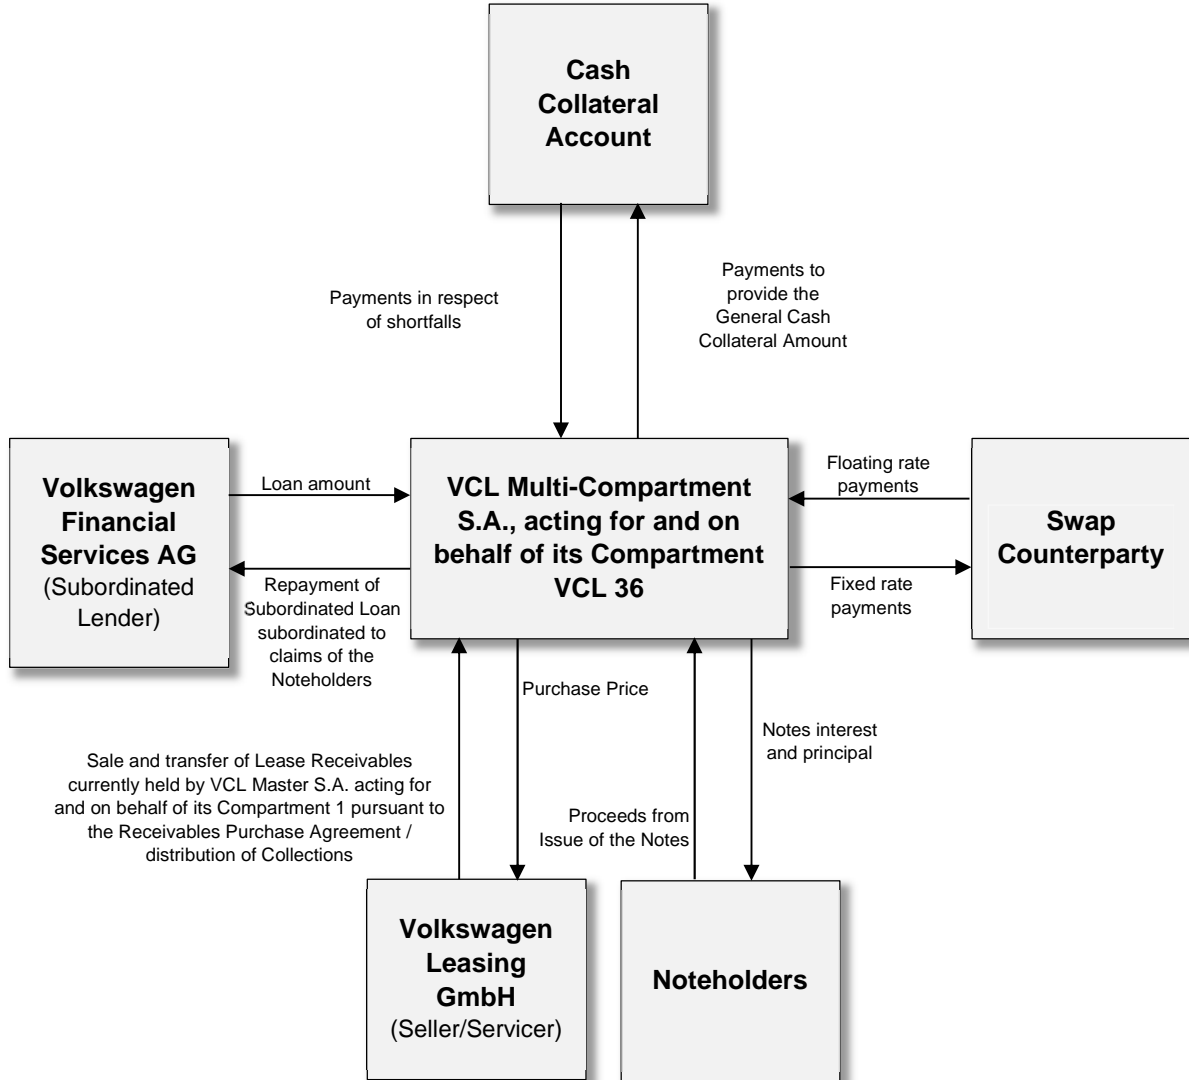 Cash
Collateral
Account
Payments in respect
of shortfalls
Payments to
provide the
General Cash
Collateral Amount
Volkswagen
Financial
Services AG
(Subordinated
Lender)
Loan amount
Repayment of
Subordinated Loan
subordinated to
claims of the
Noteholders
VCL Multi-Compartment
S.A., acting for and on
behalf of its Compartment
VCL 36
Floating rate
payments
Fixed rate
payments
Swap
Counterparty
Sale and transfer of Lease Receivables
currently held by VCL Master S.A. acting for
and on behalf of its Compartment 1 pursuant to
the Receivables Purchase Agreement /
distribution of Collections
Purchase Price
Proceeds from
Issue of the Notes
Notes interest
and principal
Volkswagen
Leasing
GmbH
(Seller/Servicer)
Noteholders